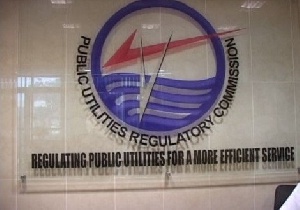 PUBLIC UTILITIES REGULATORY COMMISSION
REGULATING PUBLIC UTILITIES FOR A MORE EFFICIENT SERVICE